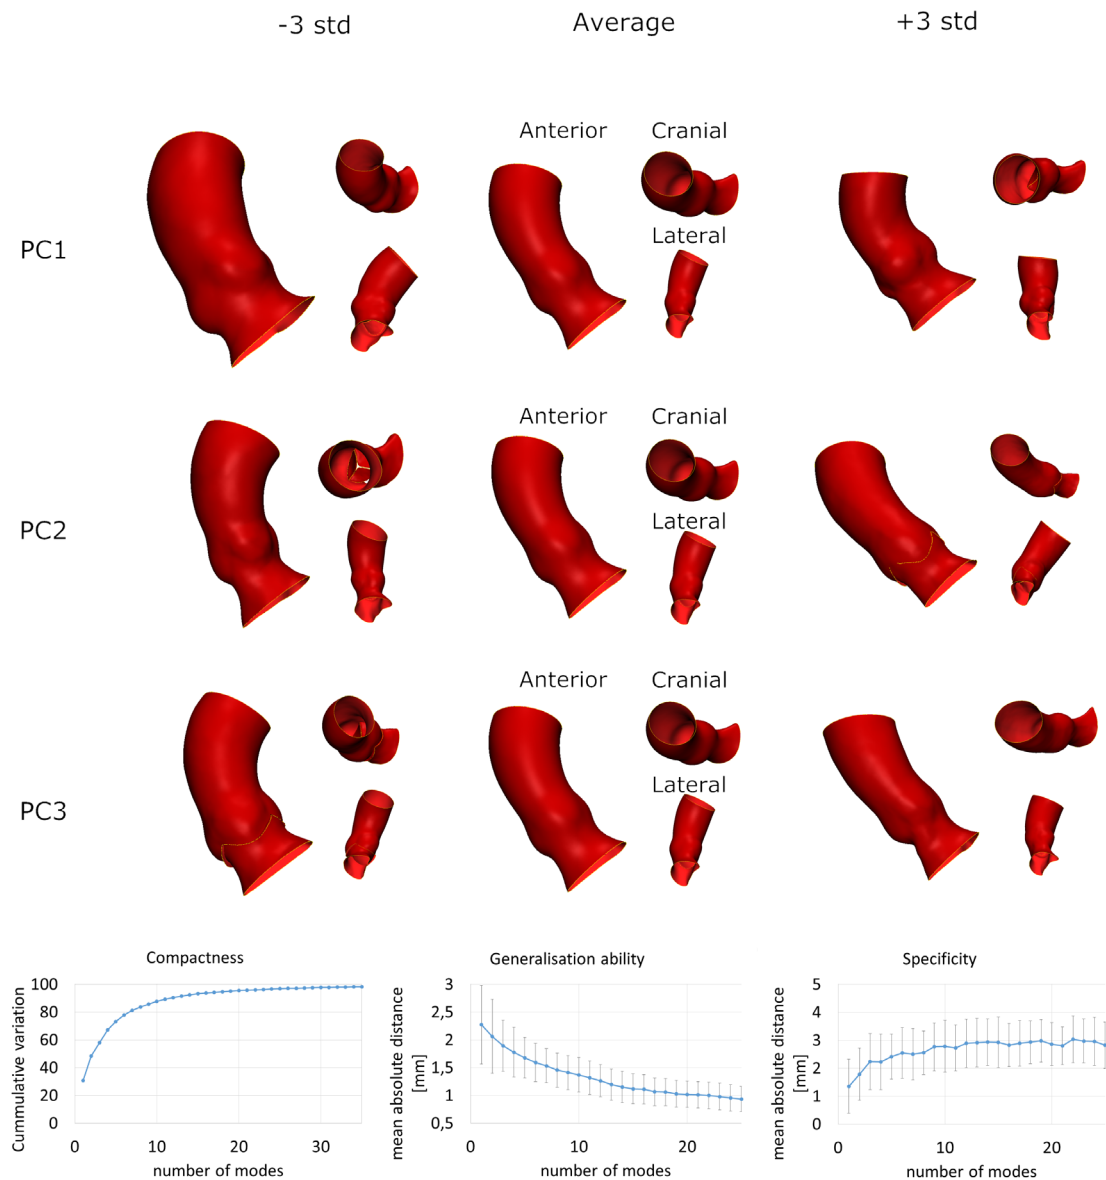 -3 std Average +3 std
Anterior Cranial
PC1
Lateral
Anterior Cranial
PC2
Lateral
Anterior Cranial
PC3
Lateral
Compactness
Cummulative variation
100
80
60
40
20
0
0 10 20 30
number of modes
Generalisation ability
mean absolute distance
[mm]
3
2,5
2
1,5
1
0,5
0 10 20
number of modes
Specificity
mean absolute distance
[mm]
5
4
3
2
1
0
0 10 20
number of modes